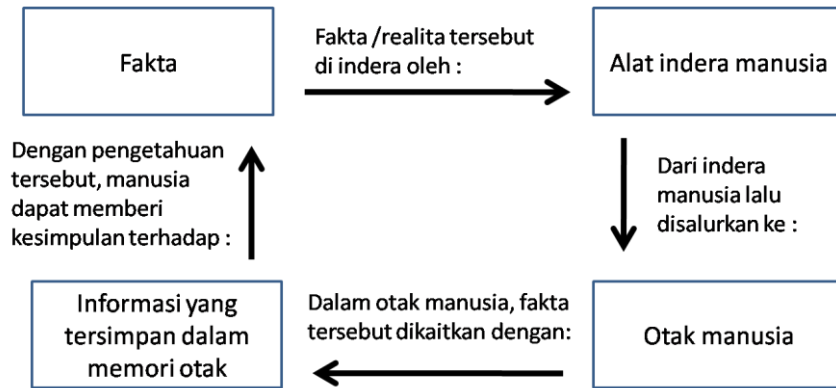 Fakta
Fakta /realita tersebut
di indera oleh :
Alat indera manusia
Dari indera
manusia lalu
disalurkan ke :
Otak manusia
Dalam otak manusia, fakta
tersebut dikaitkan dengan:
Informasi yang
tersimpan dalam
memori otak
Dengan pengetahuan
tersebut, manusia
dapat memberi
kesimpulan terhadap :